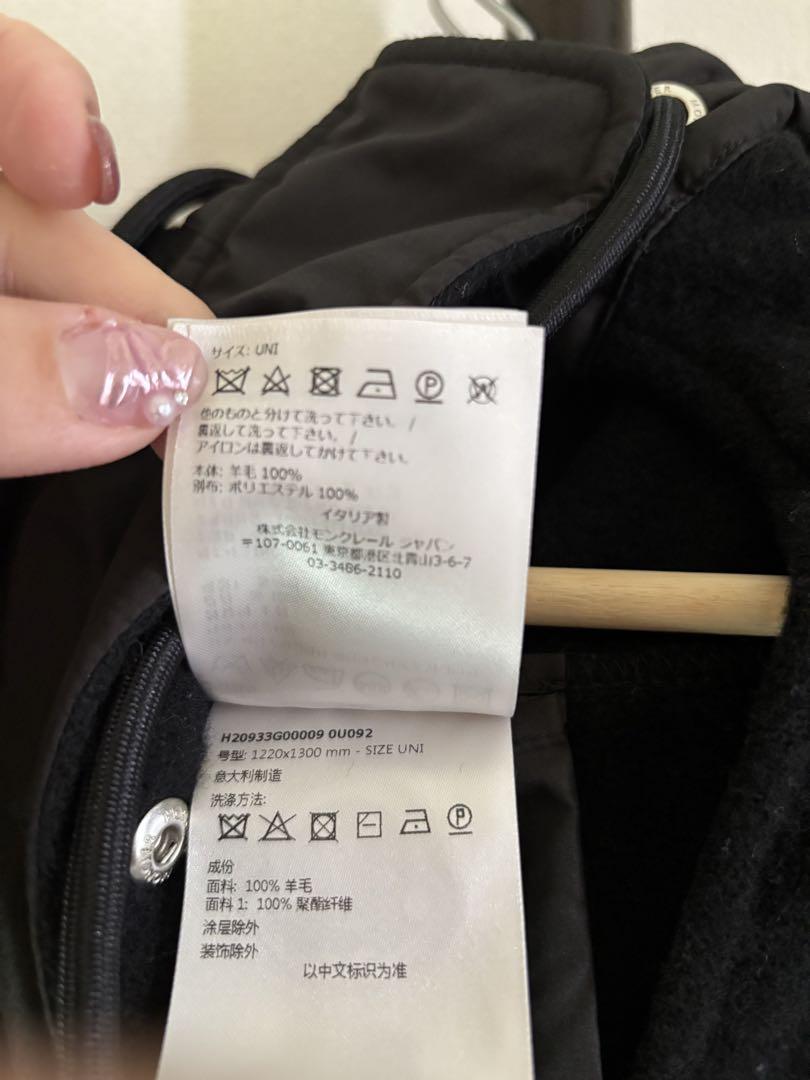 サイズ: UNI
他のものと分けて洗って下さい。/
裏返して洗って下さい。/
アイロンは裏返してかけて下さい。
本体: 羊毛 100%
別布: ポリエステル 100%
イタリア製
株式会社モンクレール ジャパン
〒107-0061 東京都港区北青山3-6-7
03-3486-2110
H20933G00009 0U092
号型: 1220x1300 mm - SIZE UNI
意大利制造
洗涤方法:
成份
面料: 100% 羊毛
面料 1: 100% 聚酯纤维
涂层除外
装饰除外
以中文标识为准